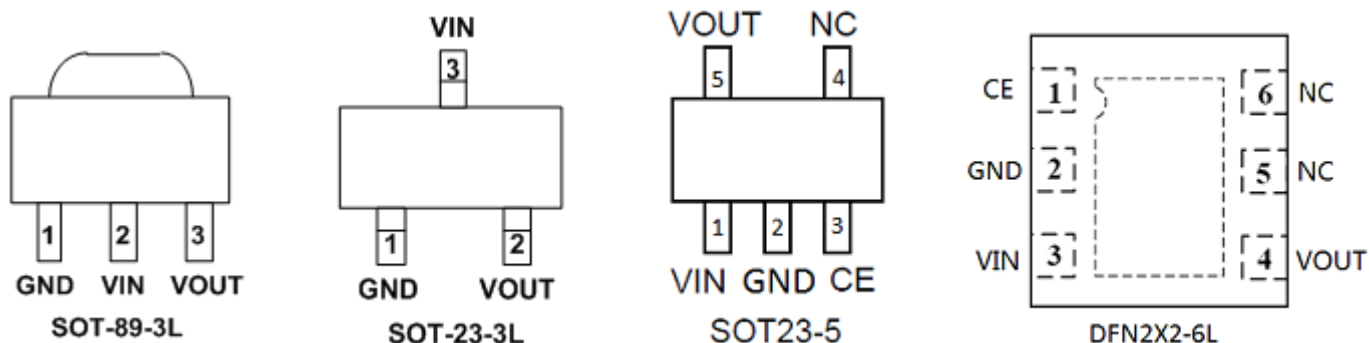 1 2 3
GND VIN VOUT
SOT-89-3L
VIN
3
1 2
GND VOUT
SOT-23-3L
VOUT NC
5 4
1 2 3
VIN GND CE
SOT23-5
CE 1 6 NC
GND 2 5 NC
VIN 3 4 VOUT
DFN2X2-6L